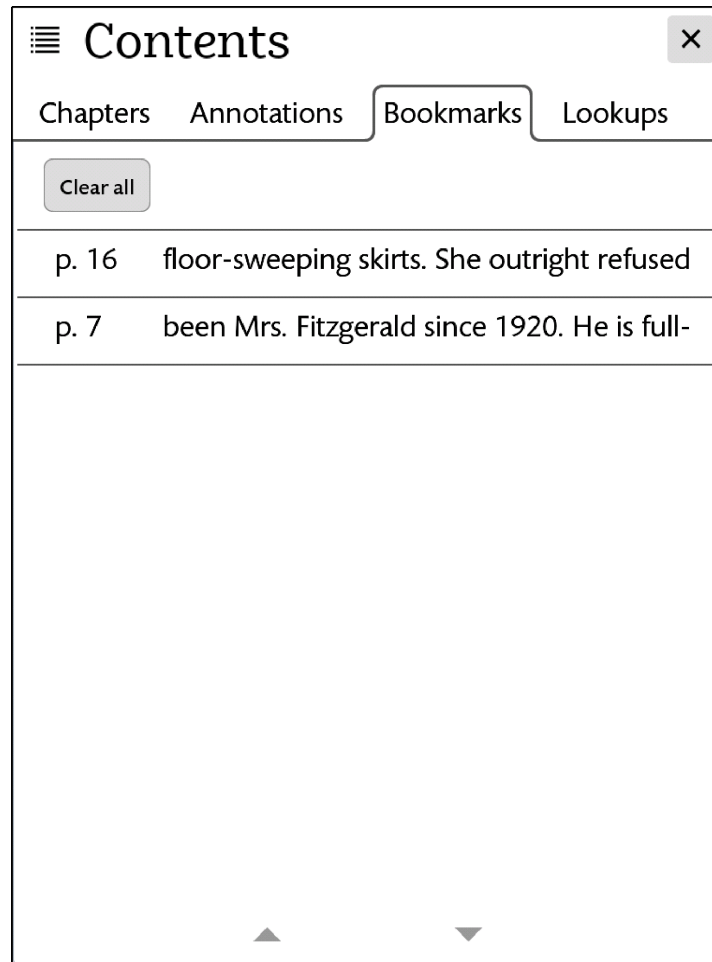 Contents
Chapters Annotations Bookmarks Lookups
Clear all
p. 16 floor-sweeping skirts. She outright refused
p. 7 been Mrs. Fitzgerald since 1920. He is full-